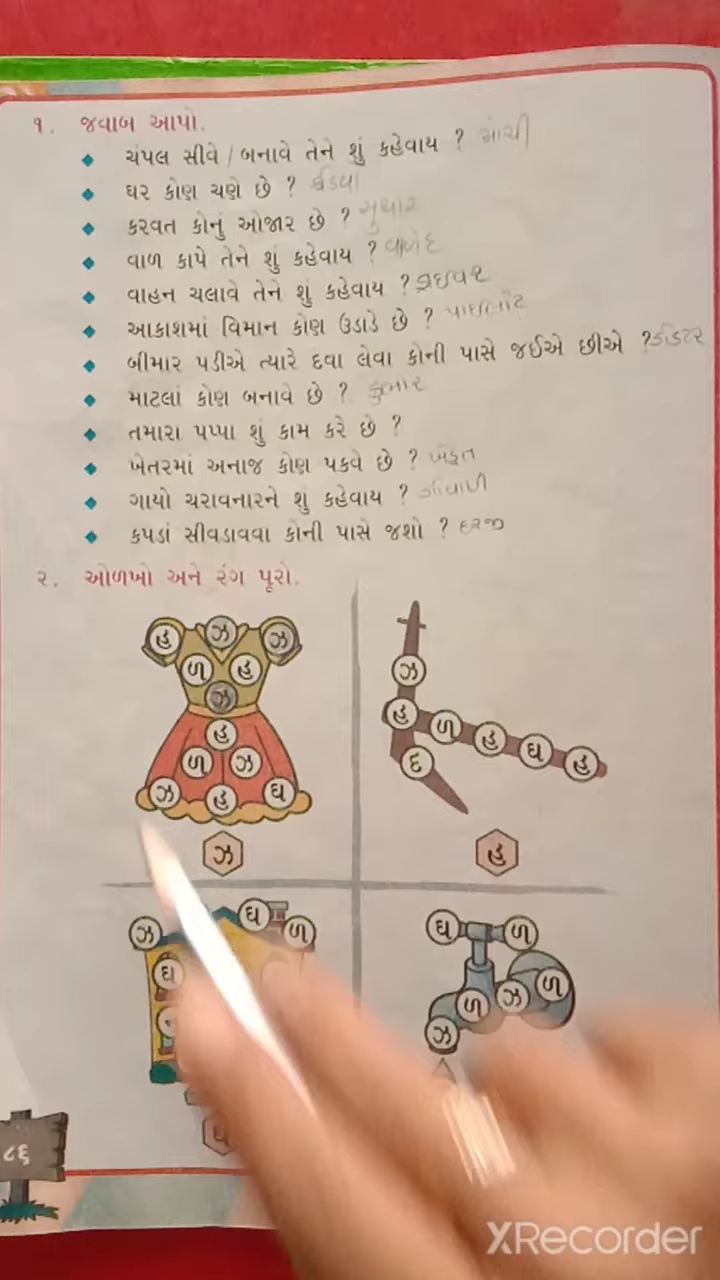 ૧. જવાબ આપો.
ચંપલ સીવે / બનાવે તેને શું કહેવાય ? મોચી
ઘર કોણ ચણે છે ? કડિયા
કરવત કોનું ઓજાર છે ? સુથાર
વાળ કાપે તેને શું કહેવાય ? વાળંદ
વાહન ચલાવે તેને શું કહેવાય ? ડ્રાઇવર
આકાશમાં વિમાન કોણ ઉડાડે છે ? પાઇલોટ
બીમાર પડીએ ત્યારે દવા લેવા કોની પાસે જઈએ છીએ ?
માટલાં કોણ બનાવે છે ? કુંભાર
તમારા પપ્પા શું કામ કરે છે ?
ખેતરમાં અનાજ કોણ પકવે છે ? ખેડૂત
ગાયો ચરાવનારને શું કહેવાય ? ગોવાળ
કપડાં સીવડાવવા કોની પાસે જશો ? દરજી
૨. ઓળખો અને રંગ પૂરો.
હ ઝ ઝ
ળ હ
ઝ
હ
ળ ઝ
ઝ હ ઘ
ઝ
ઝ
હ ળ હ ઘ હ
દ
હ
ઝ ઘ ળ
ઘ
ઘ ળ
ળ ઝ ળ
ઝ
૮૬
XRecorder